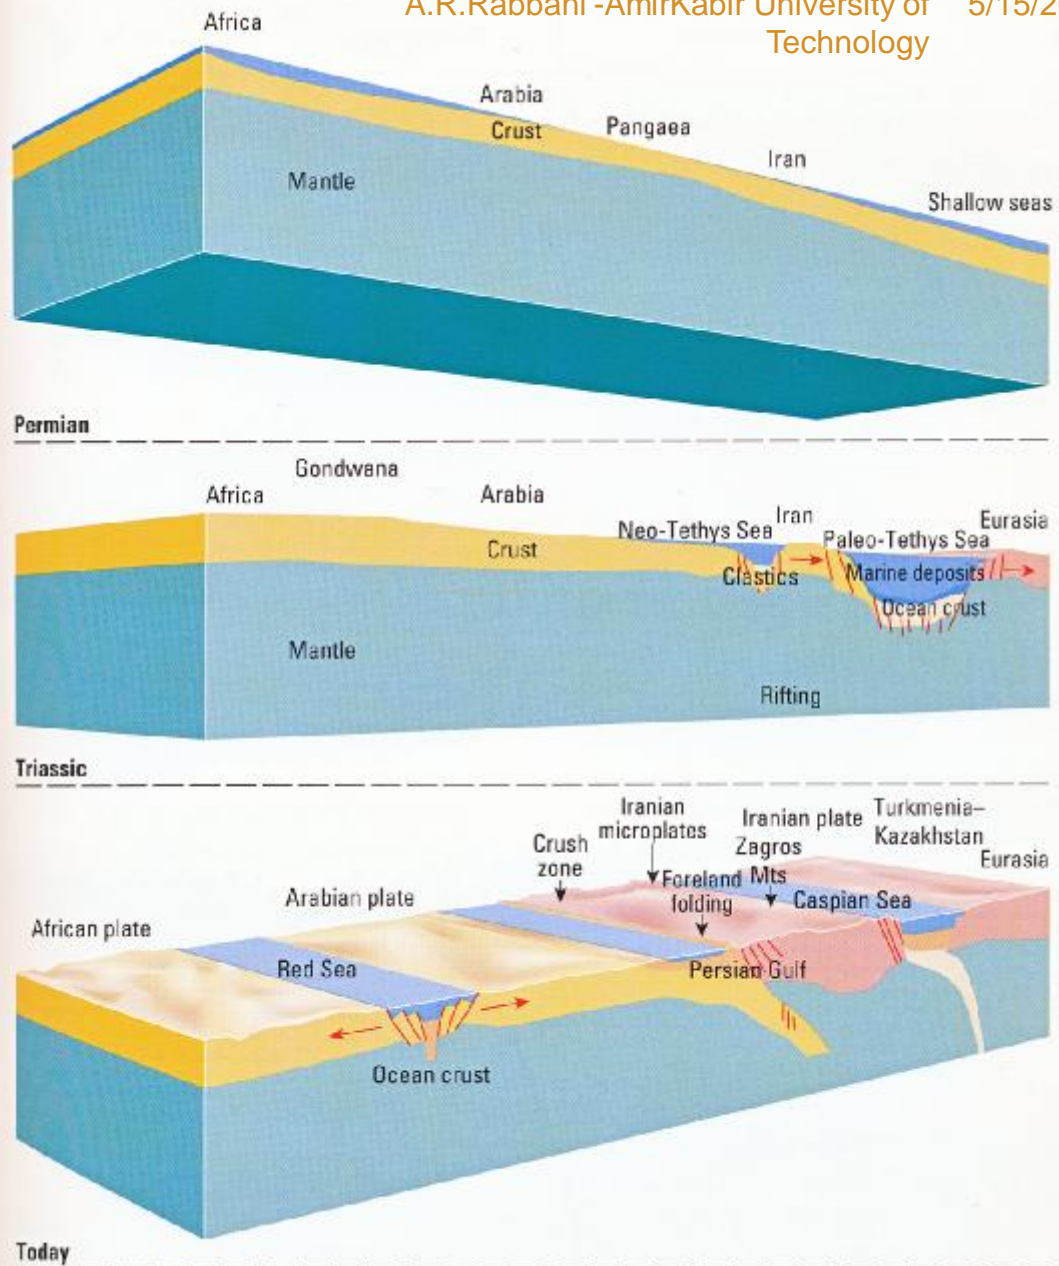 A.R.Rabbani -AmirKabir University of 5/15/20
Technology
Africa
Arabia
Crust
Pangaea
Iran
Mantle
Shallow seas
Permian
Gondwana
Africa
Arabia
Neo-Tethys Sea
Iran
Paleo-Tethys Sea
Eurasia
Crust
Clastics
Marine deposits
Ocean crust
Mantle
Rifting
Triassic
Iranian
microplates
Iranian plate
Turkmenia–
Kazakhstan
Crush
zone
Zagros
Mts
Eurasia
Foreland
folding
Arabian plate
Caspian Sea
African plate
Red Sea
Persian Gulf
Ocean crust
Today